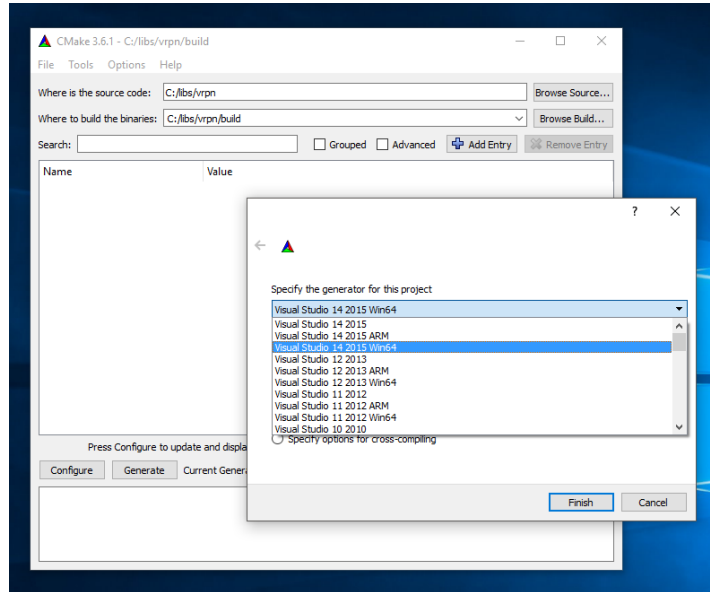 CMake 3.6.1 - C:/libs/vrpn/build
File Tools Options Help
Where is the source code: C:/libs/vrpn Browse Source...
Where to build the binaries: C:/libs/vrpn/build Browse Build...
Search: Grouped Advanced Add Entry Remove Entry
Name Value
?
Specify the generator for this project
Visual Studio 14 2015 Win64
Visual Studio 14 2015
Visual Studio 14 2015 ARM
Visual Studio 14 2015 Win64
Visual Studio 12 2013
Visual Studio 12 2013 ARM
Visual Studio 12 2013 Win64
Visual Studio 11 2012
Visual Studio 11 2012 ARM
Visual Studio 11 2012 Win64
Visual Studio 10 2010
Specify options for cross-compiling
Press Configure to update and displa
Configure Generate Current Genera
Finish Cancel